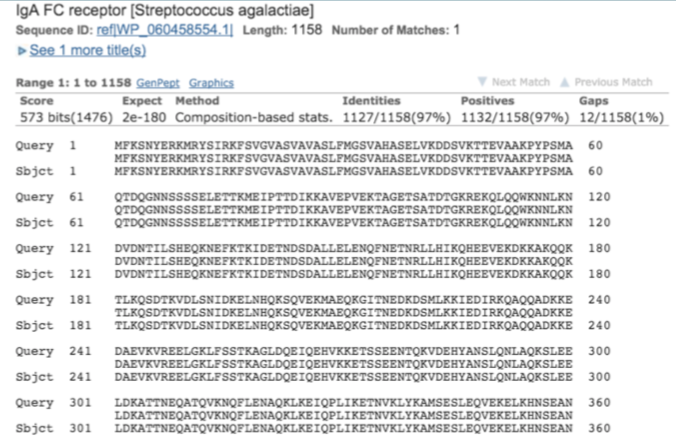 IgA FC receptor [Streptococcus agalactiae]
Sequence ID: ref|WP_060458554.1| Length: 1158 Number of Matches: 1
▶ See 1 more title(s)
Range 1: 1 to 1158 GenPept Graphics ▼ Next Match ▲ Previous Match
Score Expect Method Identities Positives Gaps
573 bits(1476) 2e-180 Composition-based stats. 1127/1158(97%) 1132/1158(97%) 12/1158(1%)
Query 1 MFKSNYERKMRYSIRKFSVGVASVAVASLFMGSVAHASELVKDDSVKTTEVAAKPYPSMA 60
MFKSNYERKMRYSIRKFSVGVASVAVASLFMGSVAHASELVKDDSVKTTEVAAKPYPSMA
Sbjct 1 MFKSNYERKMRYSIRKFSVGVASVAVASLFMGSVAHASELVKDDSVKTTEVAAKPYPSMA 60
Query 61 QTDQGNNSSSSELETTKMEIPTTDIKKAVEPVEKTAGETSATDTGKREKQLQQWKNNLKN 120
QTDQGNNSSSSELETTKMEIPTTDIKKAVEPVEKTAGETSATDTGKREKQLQQWKNNLKN
Sbjct 61 QTDQGNNSSSSELETTKMEIPTTDIKKAVEPVEKTAGETSATDTGKREKQLQQWKNNLKN 120
Query 121 DVDNTILSHEQKNEFKTKIDETNDSDALLELENQFNETNRLLHIKQHEEVEKDKKAKQQK 180
DVDNTILSHEQKNEFKTKIDETNDSDALLELENQFNETNRLLHIKQHEEVEKDKKAKQQK
Sbjct 121 DVDNTILSHEQKNEFKTKIDETNDSDALLELENQFNETNRLLHIKQHEEVEKDKKAKQQK 180
Query 181 TLKQSDTKVDLSNIDKELNHQKSQVEKMAEQKGITNEDKDSMLKKIEDIRKQAQQADKKE 240
TLKQSDTKVDLSNIDKELNHQKSQVEKMAEQKGITNEDKDSMLKKIEDIRKQAQQADKKE
Sbjct 181 TLKQSDTKVDLSNIDKELNHQKSQVEKMAEQKGITNEDKDSMLKKIEDIRKQAQQADKKE 240
Query 241 DAEVKVREELGKLFSSTKAGLDQEIQEHVKKETSSEENTQKVDEHYANSLQNLAQKSLEE 300
DAEVKVREELGKLFSSTKAGLDQEIQEHVKKETSSEENTQKVDEHYANSLQNLAQKSLEE
Sbjct 241 DAEVKVREELGKLFSSTKAGLDQEIQEHVKKETSSEENTQKVDEHYANSLQNLAQKSLEE 300
Query 301 LDKATTNEQATQVKNQFLENAQKLKEIQPLIKETNVKLYKAMSESLEQVEKELKHNSEAN 360
LDKATTNEQATQVKNQFLENAQKLKEIQPLIKETNVKLYKAMSESLEQVEKELKHNSEAN
Sbjct 301 LDKATTNEQATQVKNQFLENAQKLKEIQPLIKETNVKLYKAMSESLEQVEKELKHNSEAN 360